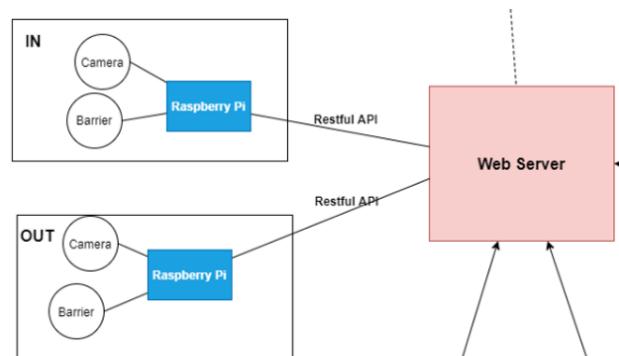 IN
Camera
Raspberry Pi
Barrier
Restful API
Web Server
Restful API
OUT
Camera
Raspberry Pi
Barrier